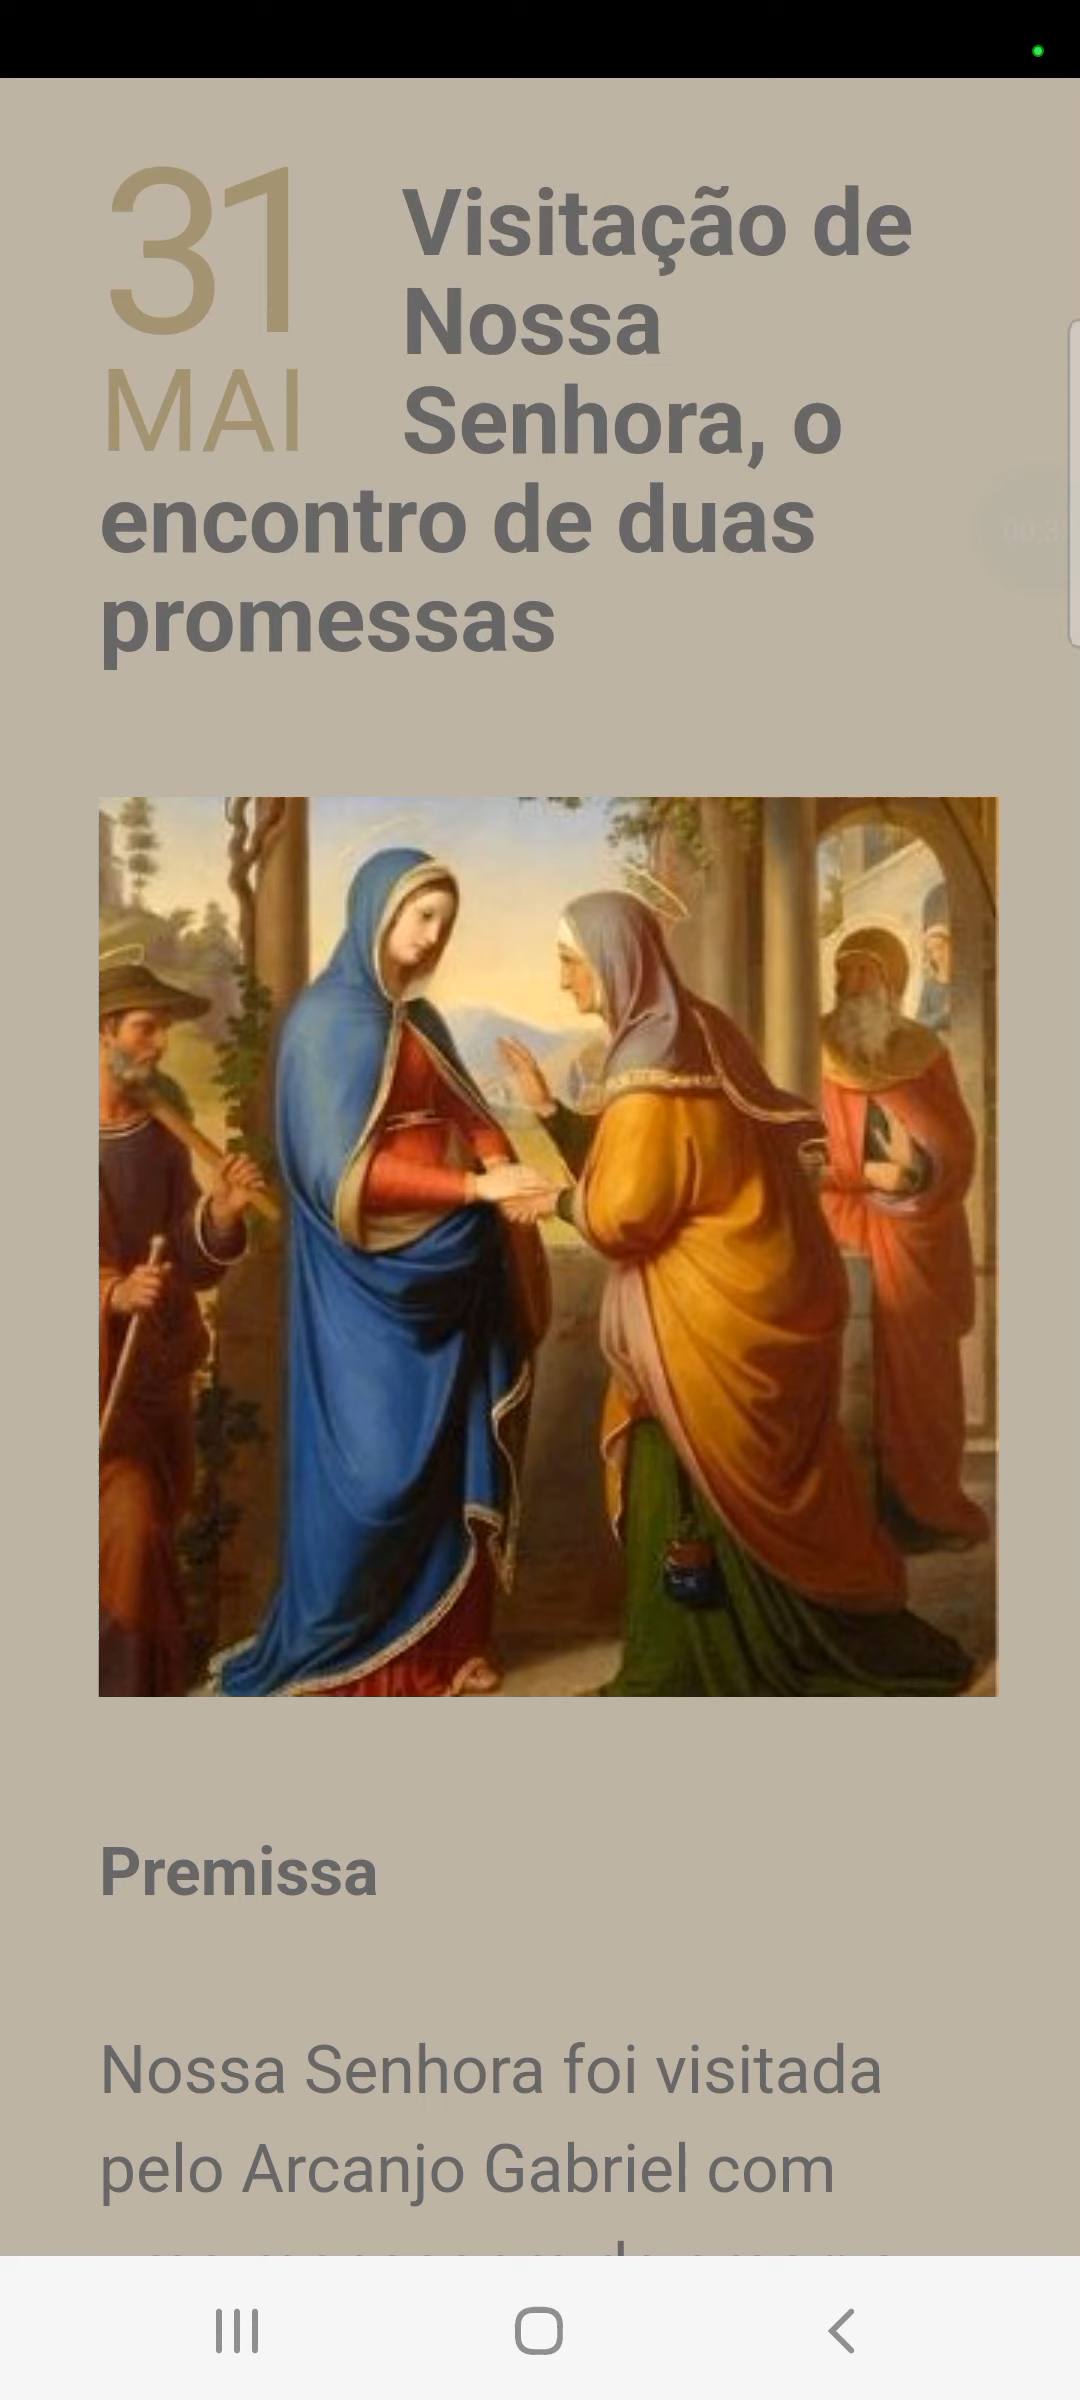 31
MAI
Visitação de
Nossa
Senhora, o
encontro de duas
promessas
Premissa
Nossa Senhora foi visitada
pelo Arcanjo Gabriel com